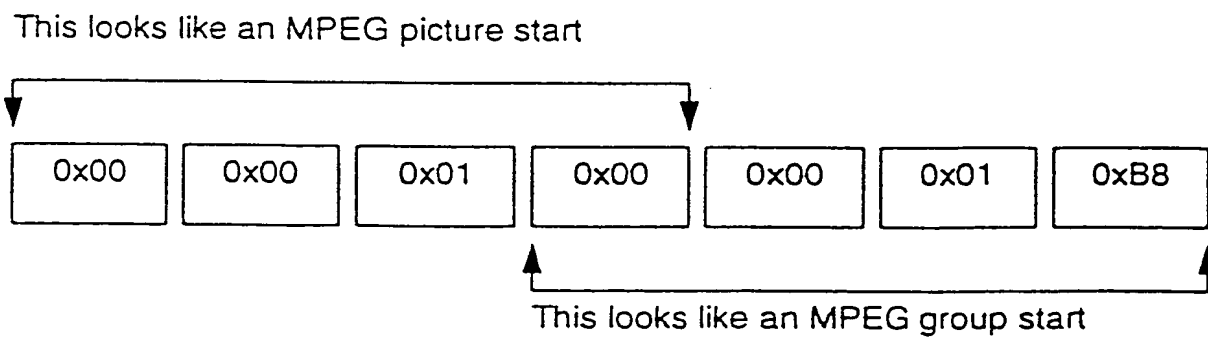 This looks like an MPEG picture start
0x00 0x00 0x01 0x00 0x00 0x01 0xB8
This looks like an MPEG group start